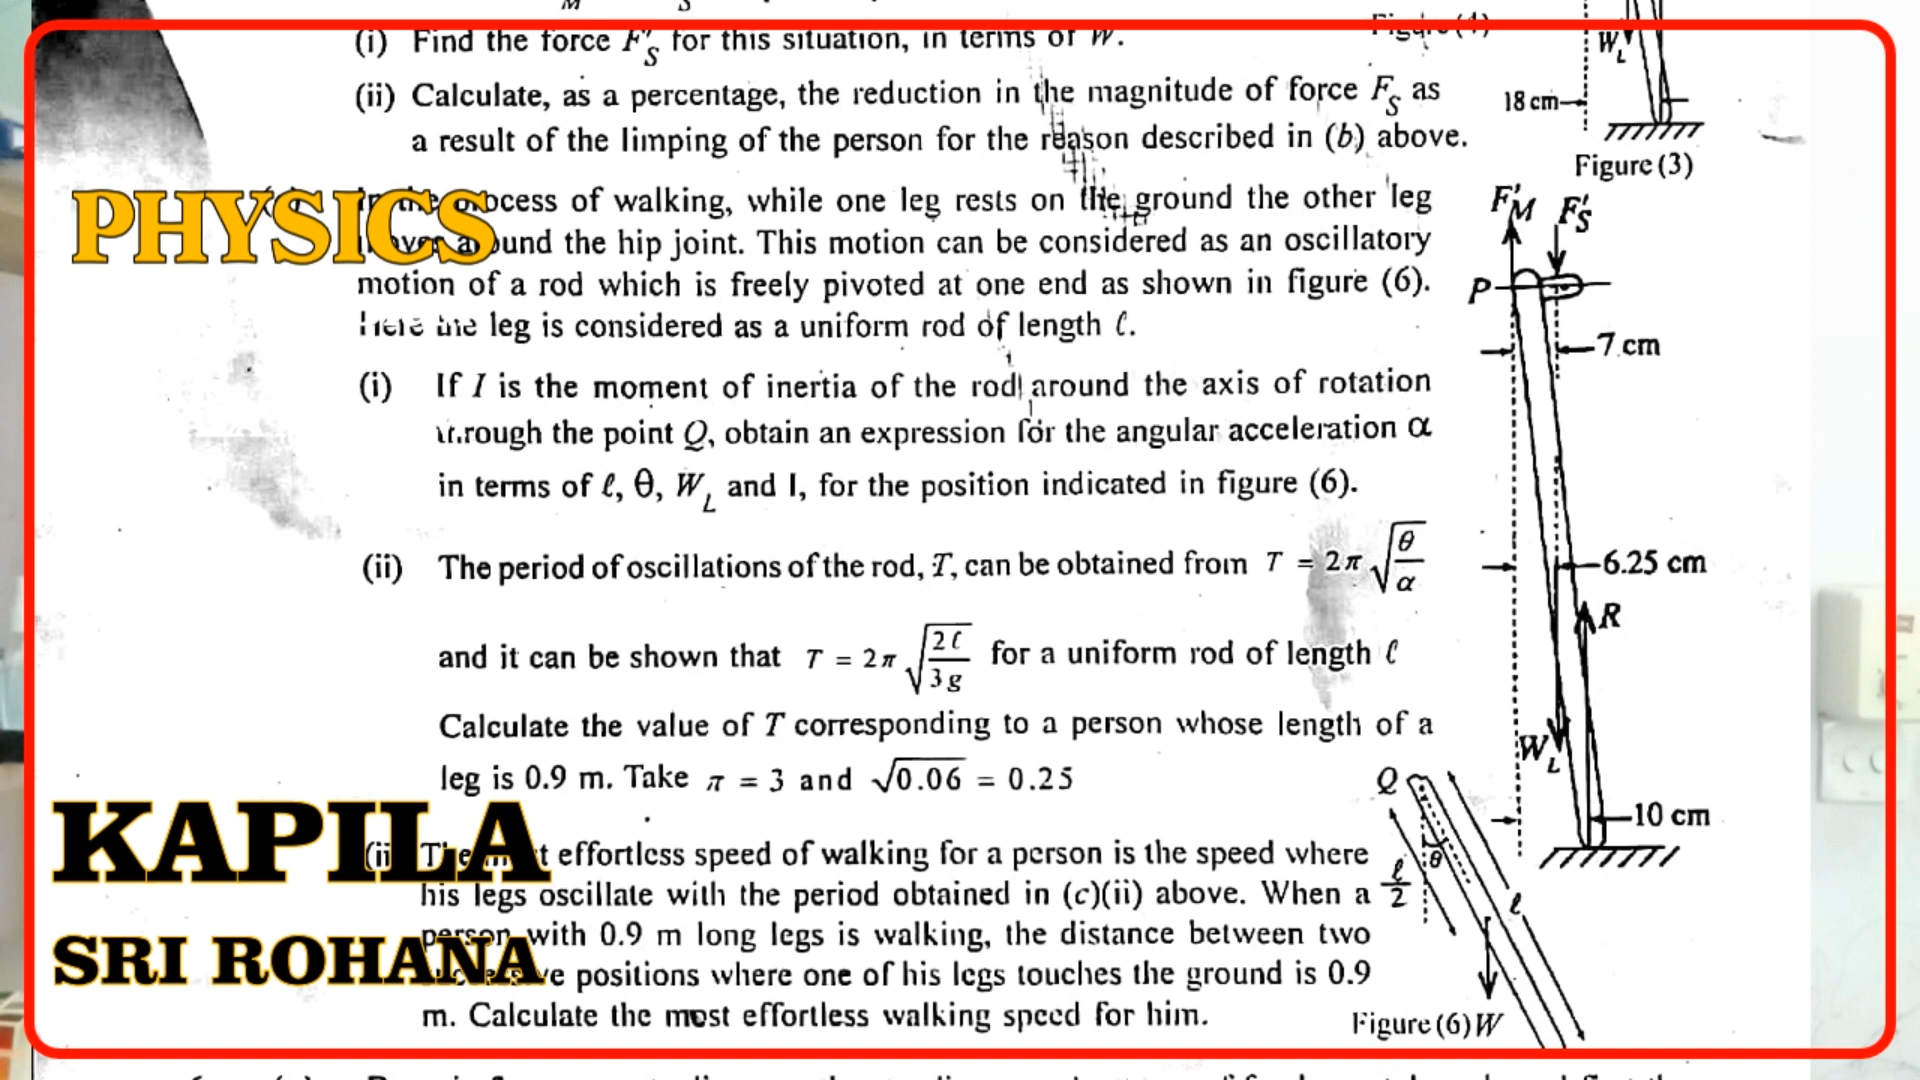 (i) Find the force F″S for this situation, in terms of W.
(ii) Calculate, as a percentage, the reduction in the magnitude of force FS as
a result of the limping of the person for the reason described in (b) above.
PHYSICS
process of walking, while one leg rests on the ground the other leg
around the hip joint. This motion can be considered as an oscillatory
motion of a rod which is freely pivoted at one end as shown in figure (6).
Here the leg is considered as a uniform rod of length ℓ.
(i) If I is the moment of inertia of the rod around the axis of rotation
through the point Q, obtain an expression for the angular acceleration α
in terms of ℓ, θ, WL and I, for the position indicated in figure (6).
(ii) The period of oscillations of the rod, T, can be obtained from T = 2π √(θ/α)
and it can be shown that T = 2π √(2ℓ/3g) for a uniform rod of length ℓ
Calculate the value of T corresponding to a person whose length of a
leg is 0.9 m. Take π = 3 and √0.06 = 0.25
KAPILA
effortless speed of walking for a person is the speed where
his legs oscillate with the period obtained in (c)(ii) above. When a
person with 0.9 m long legs is walking, the distance between two
SRI ROHANA
positions where one of his legs touches the ground is 0.9
m. Calculate the most effortless walking speed for him.
Figure (4)
WL
18 cm
Figure (3)
F′M F′S
P
7 cm
6.25 cm
R
WL
10 cm
Q
θ
ℓ/2
ℓ
Figure (6) W